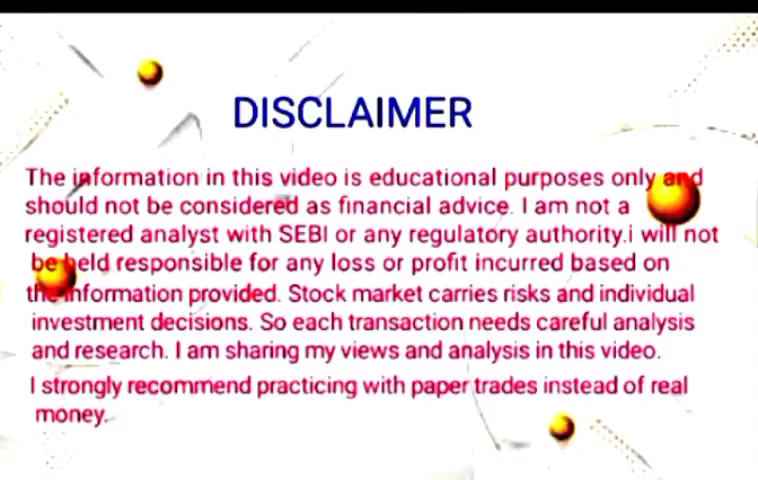 DISCLAIMER
The information in this video is educational purposes only and
should not be considered as financial advice. I am not a
registered analyst with SEBI or any regulatory authority.i will not
be held responsible for any loss or profit incurred based on
the information provided. Stock market carries risks and individual
investment decisions. So each transaction needs careful analysis
and research. I am sharing my views and analysis in this video.
I strongly recommend practicing with paper trades instead of real
money.